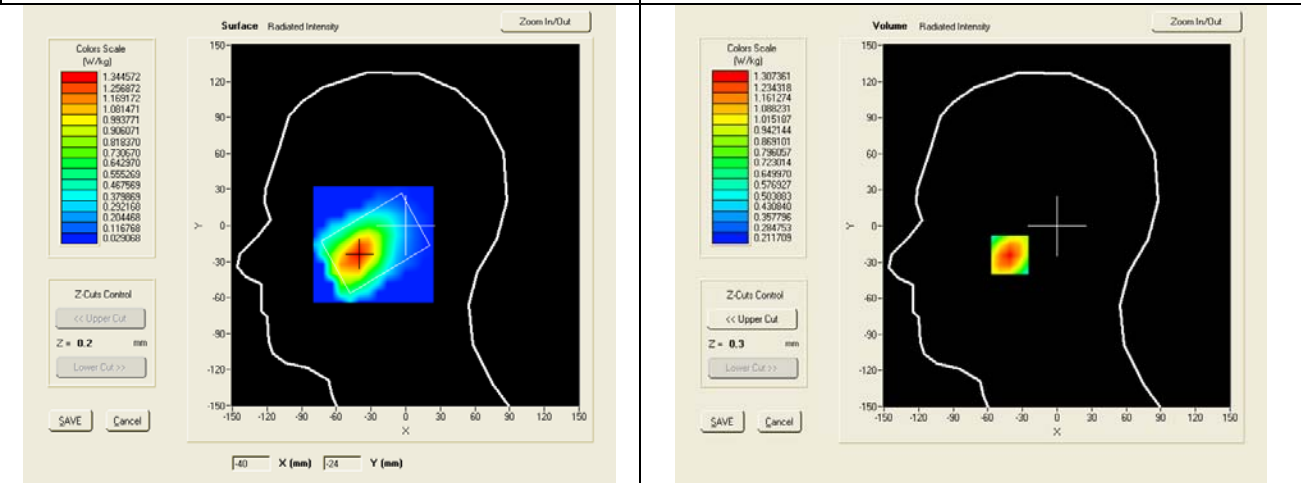 Surface Radiated Intensity
Zoom In/Out
Colors Scale
(W/kg)
1.344572
1.256872
1.169172
1.081471
0.993771
0.906071
0.818370
0.730670
0.642970
0.555269
0.467569
0.379869
0.292168
0.204468
0.116768
0.029068
Z-Cuts Control
<< Upper Cut
Z = 0.2 mm
Lower Cut >>
SAVE Cancel
150
120
90
60
30
0
-30
-60
-90
-120
-150
Y
-150 -120 -90 -60 -30 0 30 60 90 120 150
X
-40 X (mm) -24 Y (mm)
Volume Radiated Intensity
Zoom In/Out
Colors Scale
(W/kg)
1.307361
1.234318
1.161274
1.088231
1.015187
0.942144
0.869101
0.796057
0.723014
0.649970
0.576927
0.503883
0.430840
0.357796
0.284753
0.211709
Z-Cuts Control
<< Upper Cut
Z = 0.3 mm
Lower Cut >>
SAVE Cancel
150
120
90
60
30
0
-30
-60
-90
-120
-150
Y
-150 -120 -90 -60 -30 0 30 60 90 120 150
X